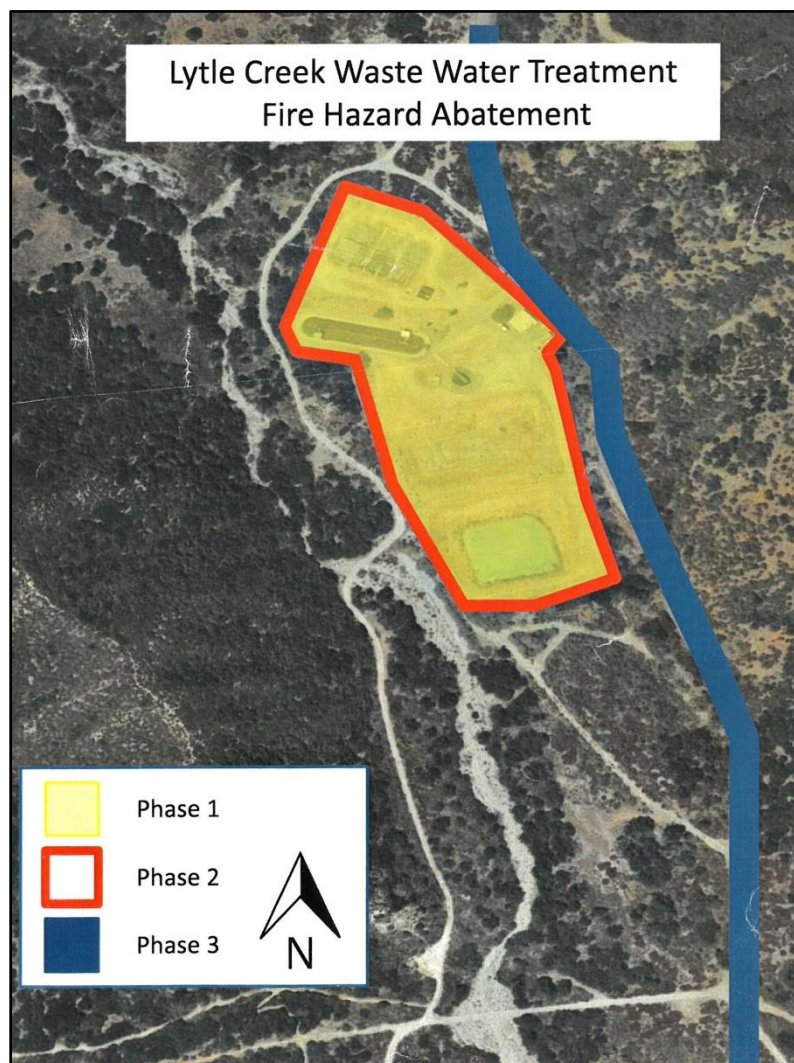 Lytle Creek Waste Water Treatment
Fire Hazard Abatement
Phase 1
Phase 2
Phase 3
N